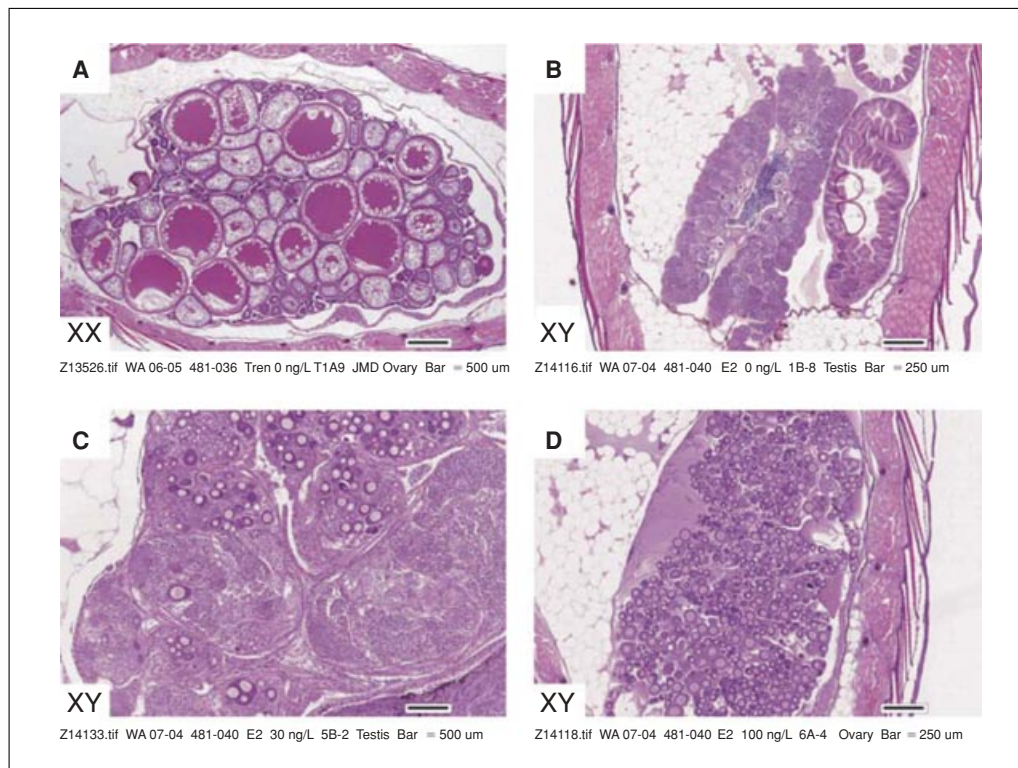 A
B
XX
XY
Z13526.tif WA 06-05 481-036 Tren 0 ng/L T1A9 JMD Ovary Bar = 500 um
Z14116.tif WA 07-04 481-040 E2 0 ng/L 1B-8 Testis Bar = 250 um
C
D
XY
XY
Z14133.tif WA 07-04 481-040 E2 30 ng/L 5B-2 Testis Bar = 500 um
Z14118.tif WA 07-04 481-040 E2 100 ng/L 6A-4 Ovary Bar = 250 um